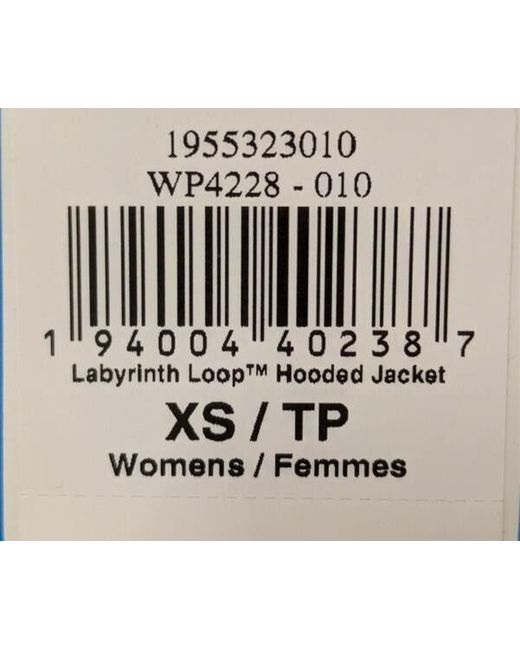 1955323010
WP4228 - 010
1 94004 40238 7
Labyrinth Loop™ Hooded Jacket
XS / TP
Womens / Femmes